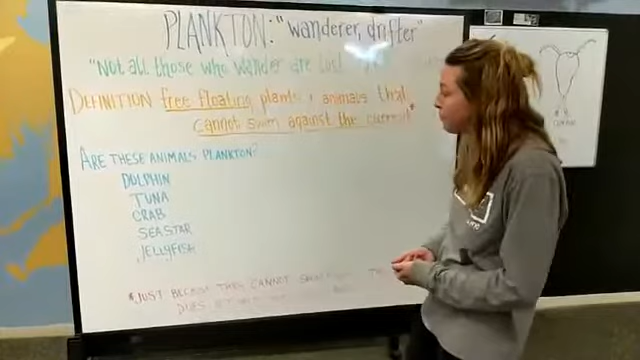 PLANKTON: "wanderer, drifter"
"Not all those who wander are lost
DEFINITION free floating plants + animals that
cannot swim against the current*
ARE THESE ANIMALS PLANKTON?
DOLPHIN
TUNA
CRAB
SEASTAR
JELLYFISH
*JUST BECAUSE THEY CANNOT
DOES